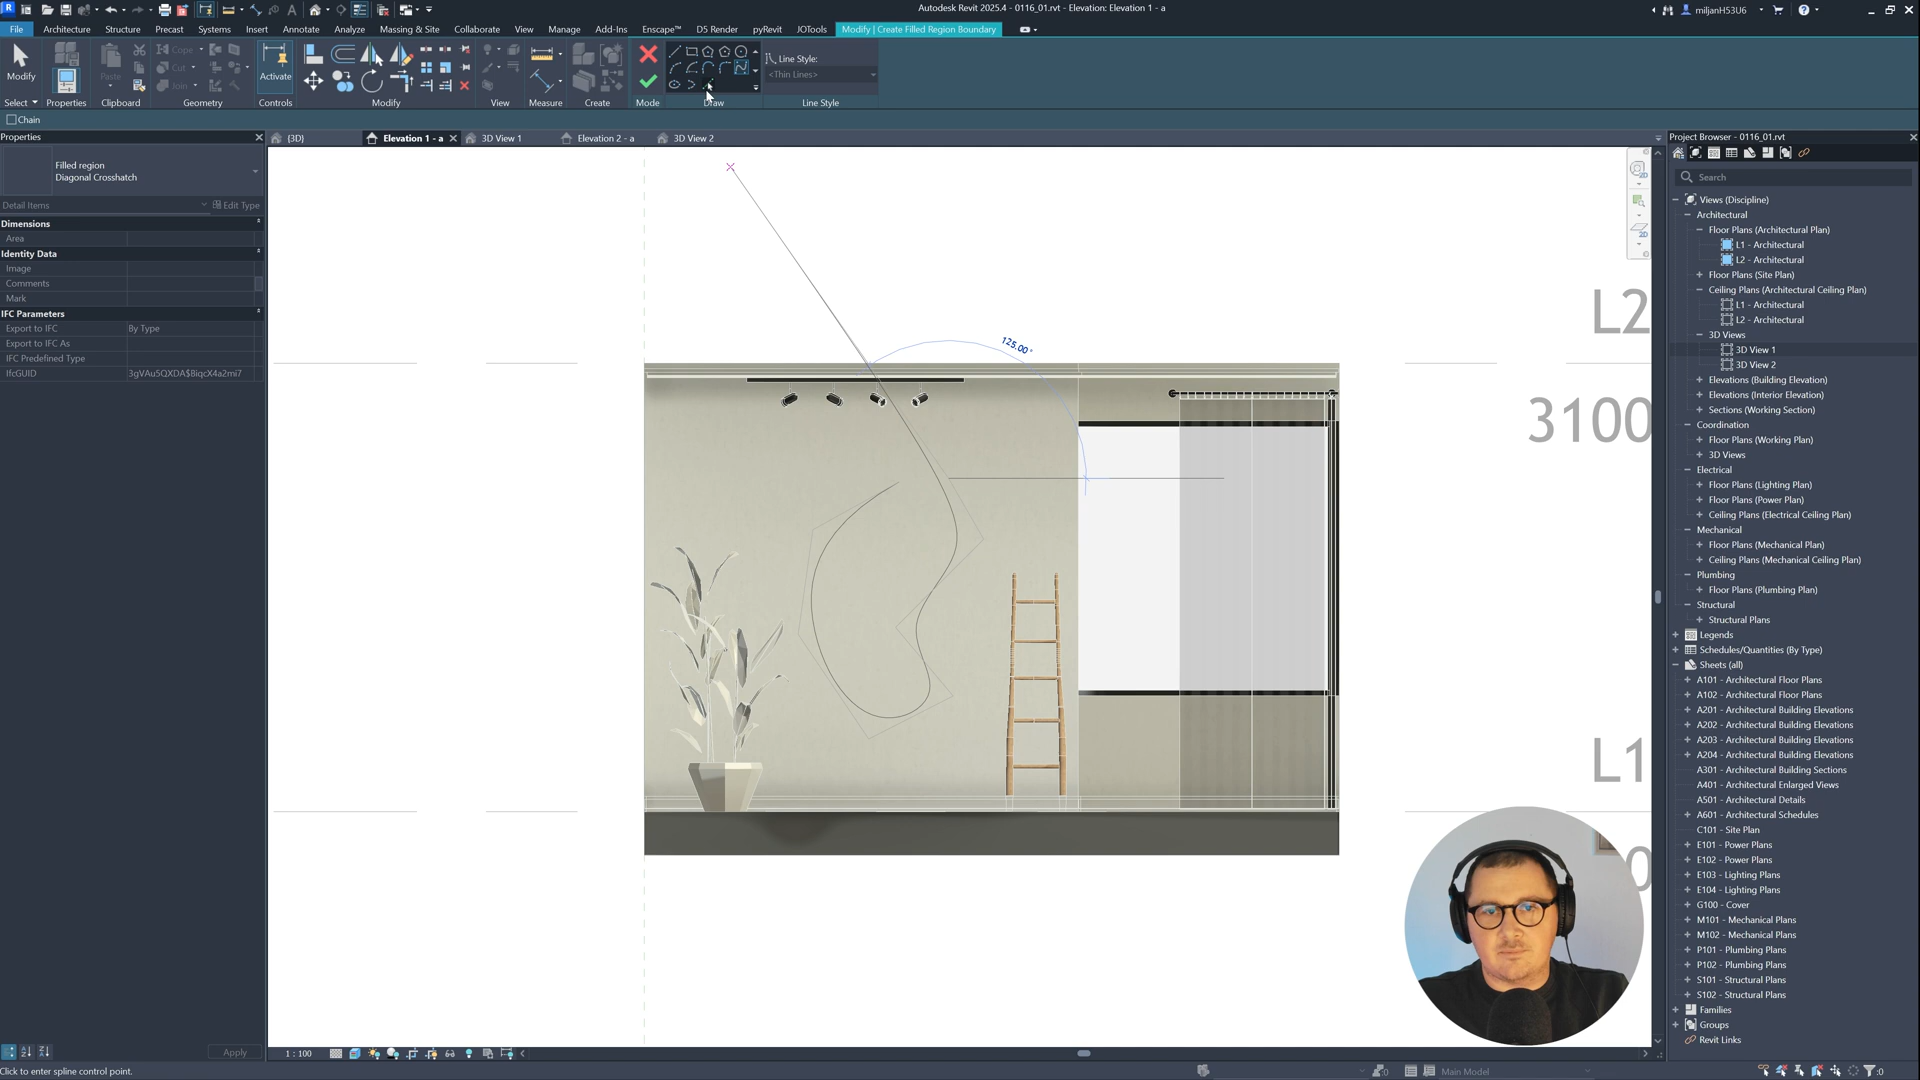 Autodesk Revit 2025.4 - 0116_01.rvt - Elevation: Elevation 1 - a
miljanH53U6
File
Architecture
Structure
Precast
Systems
Insert
Annotate
Analyze
Massing & Site
Collaborate
View
Manage
Add-Ins
Enscape™
D5 Render
pyRevit
JOTools
Modify | Create Filled Region Boundary
Modify
Paste
Cope
Cut
Join
Activate
Line Style:
<Thin Lines>
Select
Properties
Clipboard
Geometry
Controls
Modify
View
Measure
Create
Mode
Draw
Line Style
Chain
Properties
{3D}
Elevation 1 - a
3D View 1
Elevation 2 - a
3D View 2
Filled region
Diagonal Crosshatch
Detail Items
Edit Type
Dimensions
Area
Identity Data
Image
Comments
Mark
IFC Parameters
Export to IFC
By Type
Export to IFC As
IFC Predefined Type
IfcGUID
3gVAu5QXDA$8iqcX4a2mi7
Apply
125.00°
L2
3100
L1
0
2D
2D
Project Browser - 0116_01.rvt
Search
Views (Discipline)
Architectural
Floor Plans (Architectural Plan)
L1 - Architectural
L2 - Architectural
Floor Plans (Site Plan)
Ceiling Plans (Architectural Ceiling Plan)
L1 - Architectural
L2 - Architectural
3D Views
3D View 1
3D View 2
Elevations (Building Elevation)
Elevations (Interior Elevation)
Sections (Working Section)
Coordination
Floor Plans (Working Plan)
3D Views
Electrical
Floor Plans (Lighting Plan)
Floor Plans (Power Plan)
Ceiling Plans (Electrical Ceiling Plan)
Mechanical
Floor Plans (Mechanical Plan)
Ceiling Plans (Mechanical Ceiling Plan)
Plumbing
Floor Plans (Plumbing Plan)
Structural
Structural Plans
Legends
Schedules/Quantities (By Type)
Sheets (all)
A101 - Architectural Floor Plans
A102 - Architectural Floor Plans
A201 - Architectural Building Elevations
A202 - Architectural Building Elevations
A203 - Architectural Building Elevations
A204 - Architectural Building Elevations
A301 - Architectural Building Sections
A401 - Architectural Enlarged Views
A501 - Architectural Details
A601 - Architectural Schedules
C101 - Site Plan
E101 - Power Plans
E102 - Power Plans
E103 - Lighting Plans
E104 - Lighting Plans
G100 - Cover
M101 - Mechanical Plans
M102 - Mechanical Plans
P101 - Plumbing Plans
P102 - Plumbing Plans
S101 - Structural Plans
S102 - Structural Plans
Families
Groups
Revit Links
1 : 100
Click to enter spline control point.
:0
Main Model
:0